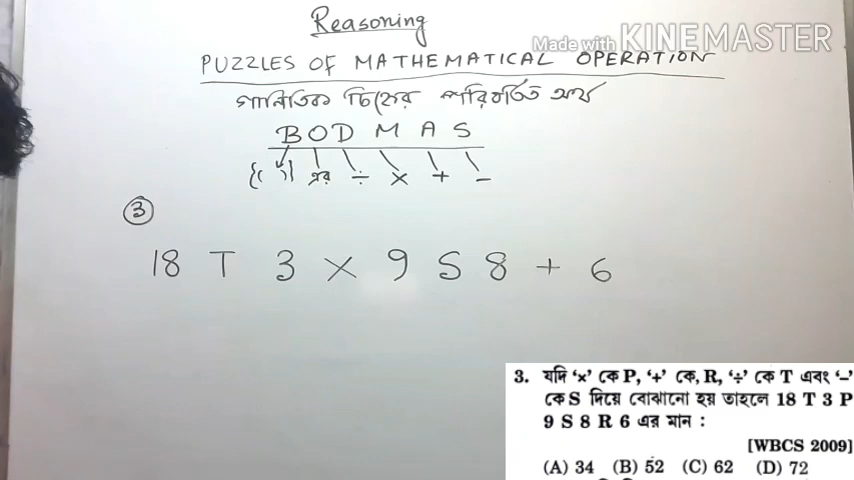 Reasoning
Made with KINEMASTER
PUZZLES OF MATHEMATICAL OPERATION
গানিতিক চিহ্নের পরিবর্তিত অর্থ
BODMAS
{( )} এর ÷ × + -
3
18 T 3 × 9 S 8 + 6
3. যদি ‘×’ কে P, ‘+’ কে, R, ‘÷’ কে T এবং ‘–’
কে S দিয়ে বোঝানো হয় তাহলে 18 T 3 P
9 S 8 R 6 এর মান :
[WBCS 2009]
(A) 34 (B) 52 (C) 62 (D) 72